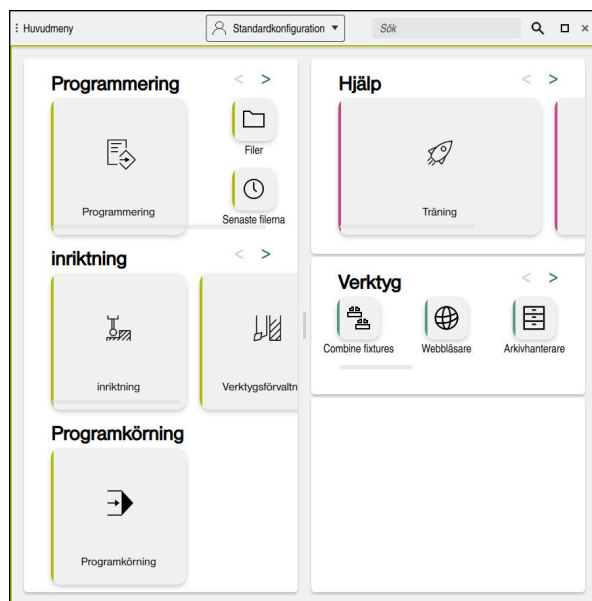 Huvudmeny
Standardkonfiguration
Sök
Programmering
Programmering
Filer
Senaste filerna
inriktning
inriktning
Verktygsförvaltn
Programkörning
Programkörning
Hjälp
Träning
Verktyg
Combine fixtures
Webbläsare
Arkivhanterare